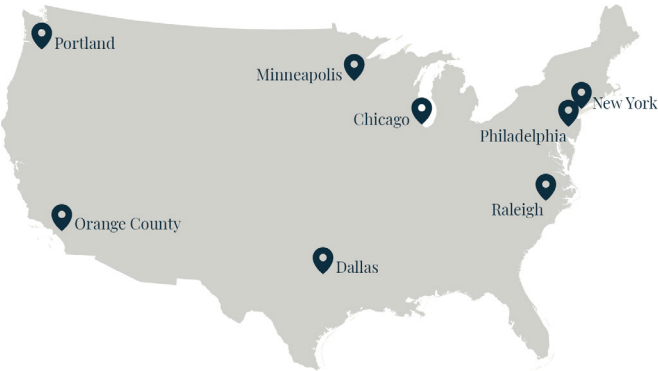 Portland
Minneapolis
New York
Chicago
Philadelphia
Raleigh
Orange County
Dallas